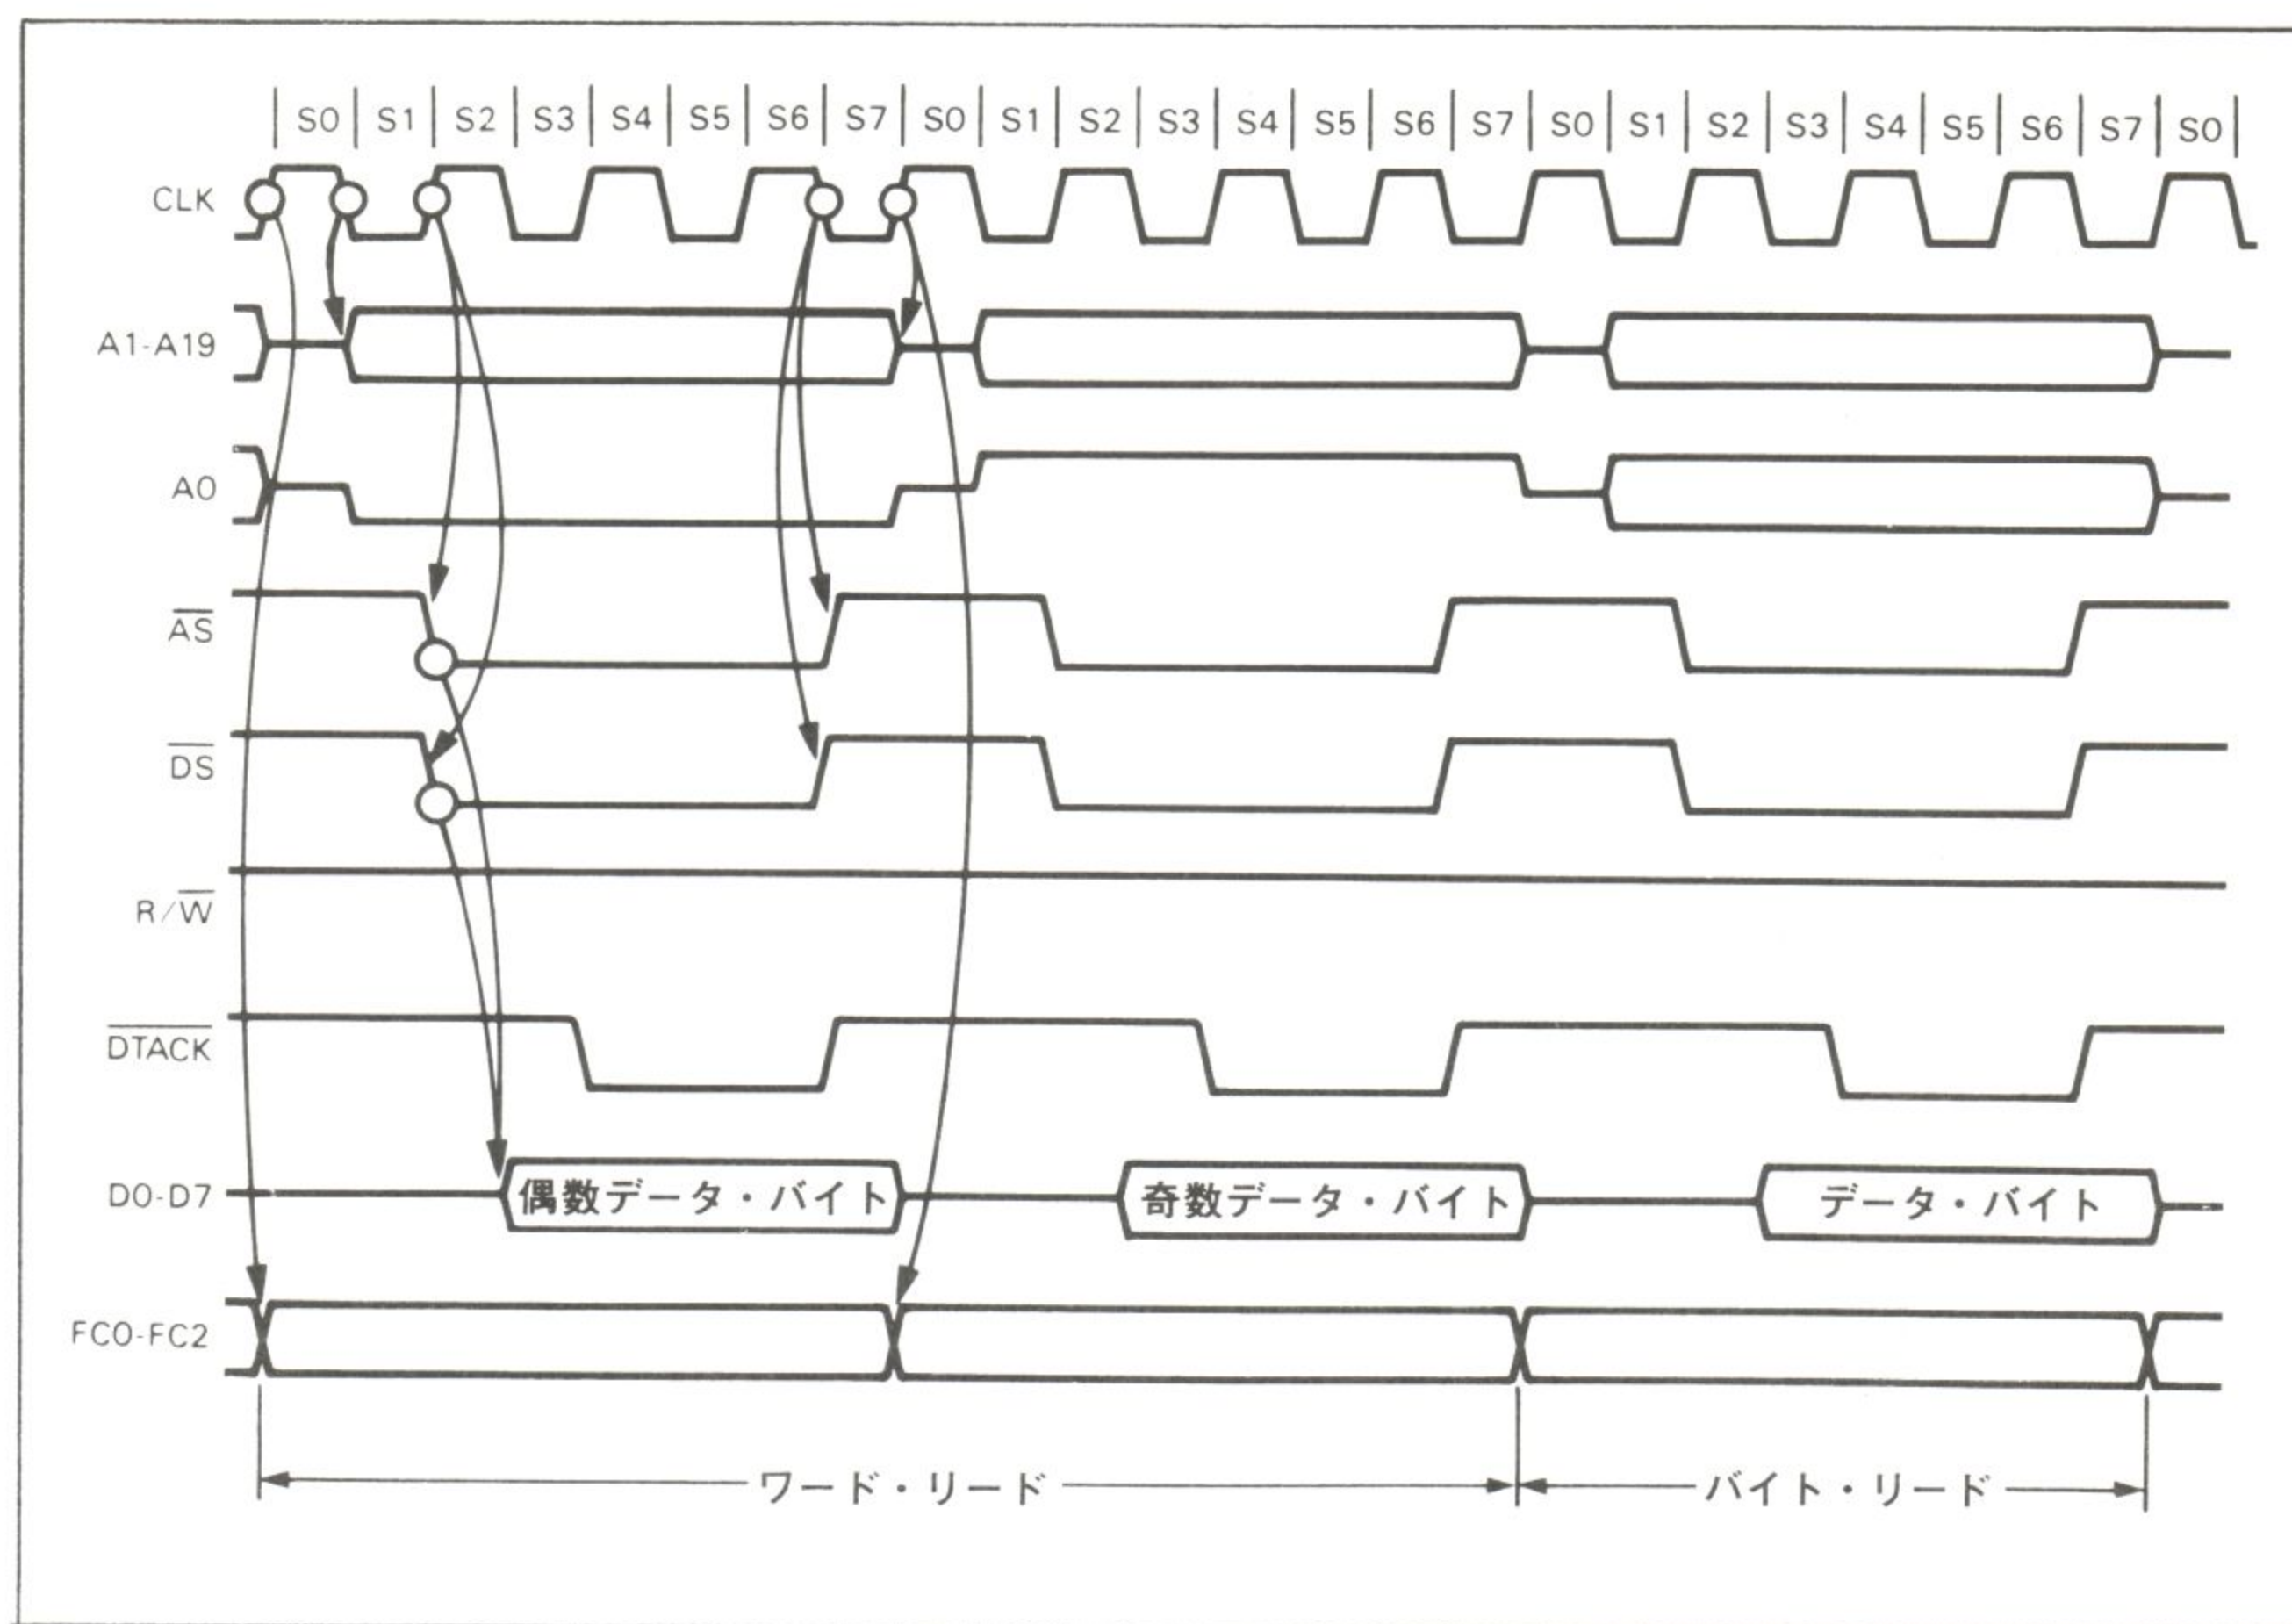 S0 S1 S2 S3 S4 S5 S6 S7 S0 S1 S2 S3 S4 S5 S6 S7 S0 S1 S2 S3 S4 S5 S6 S7 S0
CLK
A1-A19
A0
A̅S̅
D̅S̅
R/W̅
D̅T̅A̅C̅K̅
D0-D7 偶数データ・バイト 奇数データ・バイト データ・バイト
FC0-FC2
ワード・リード バイト・リード